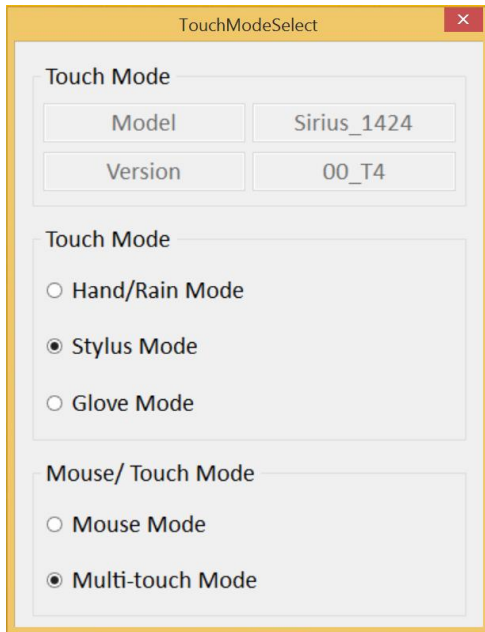 TouchModeSelect
Touch Mode
Model Sirius_1424
Version 00_T4
Touch Mode
Hand/Rain Mode
Stylus Mode
Glove Mode
Mouse/ Touch Mode
Mouse Mode
Multi-touch Mode